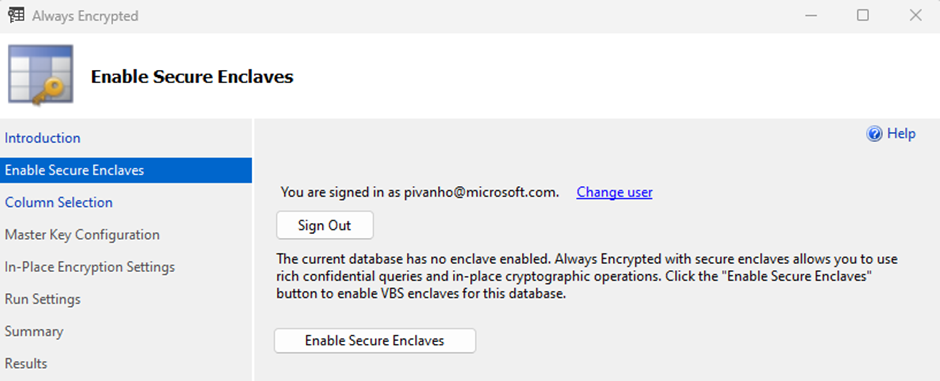 Always Encrypted
Enable Secure Enclaves
Introduction
Enable Secure Enclaves
Column Selection
Master Key Configuration
In-Place Encryption Settings
Run Settings
Summary
Results
Help
You are signed in as pivanho@microsoft.com. Change user
Sign Out
The current database has no enclave enabled. Always Encrypted with secure enclaves allows you to use
rich confidential queries and in-place cryptographic operations. Click the "Enable Secure Enclaves"
button to enable VBS enclaves for this database.
Enable Secure Enclaves